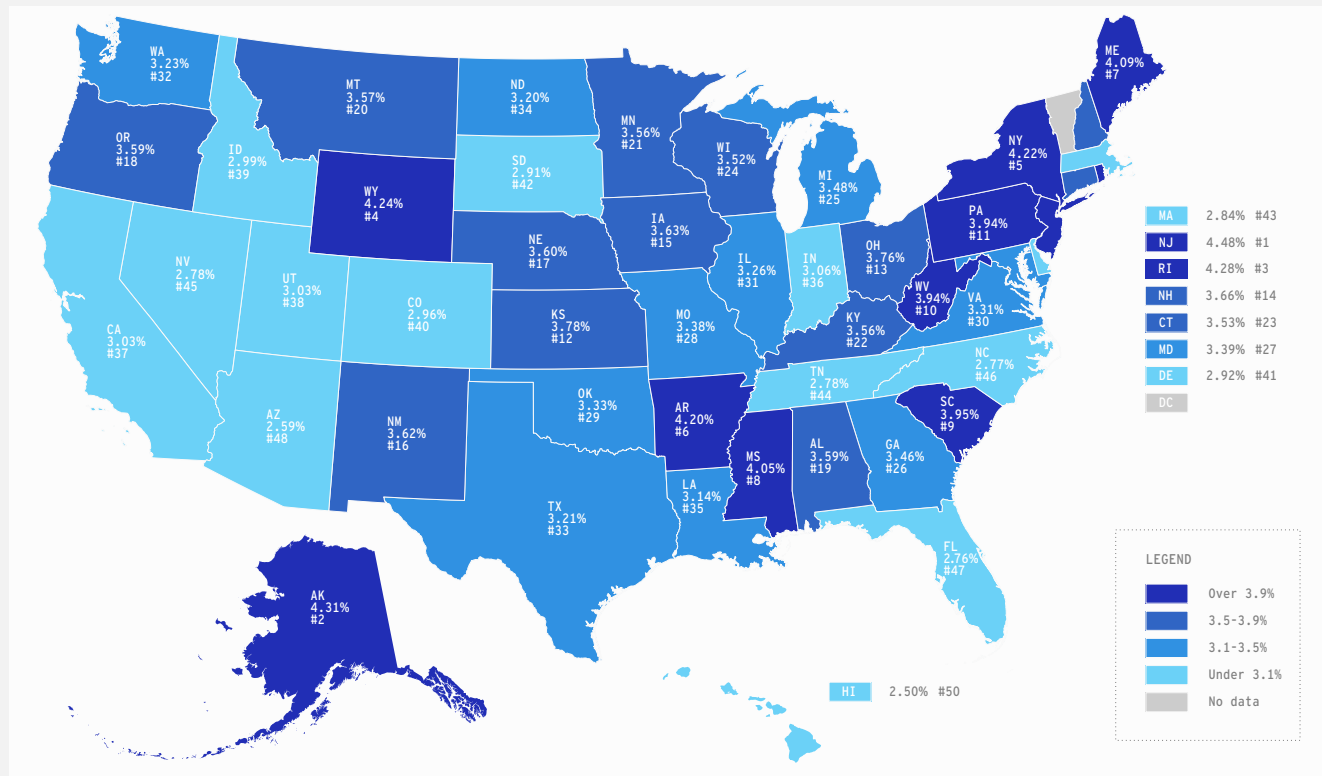 WA
3.23%
#32
MT
3.57%
#20
ND
3.20%
#34
MN
3.56%
#21
ME
4.09%
#7
OR
3.59%
#18
ID
2.99%
#39
WY
4.24%
#4
SD
2.91%
#42
WI
3.52%
#24
MI
3.48%
#25
NY
4.22%
#5
NV
2.78%
#45
UT
3.03%
#38
CO
2.96%
#40
NE
3.60%
#17
IA
3.63%
#15
IL
3.26%
#31
IN
3.06%
#36
OH
3.76%
#13
PA
3.94%
#11
WV
3.94%
#10
VA
3.31%
#30
CA
3.03%
#37
KS
3.78%
#12
MO
3.38%
#28
KY
3.56%
#22
NC
2.77%
#46
TN
2.78%
#44
AZ
2.59%
#48
NM
3.62%
#16
OK
3.33%
#29
AR
4.20%
#6
MS
4.05%
#8
AL
3.59%
#19
GA
3.46%
#26
SC
3.95%
#9
TX
3.21%
#33
LA
3.14%
#35
FL
2.76%
#47
AK
4.31%
#2
HI 2.50% #50
MA 2.84% #43
NJ 4.48% #1
RI 4.28% #3
NH 3.66% #14
CT 3.53% #23
MD 3.39% #27
DE 2.92% #41
DC
LEGEND
Over 3.9%
3.5-3.9%
3.1-3.5%
Under 3.1%
No data